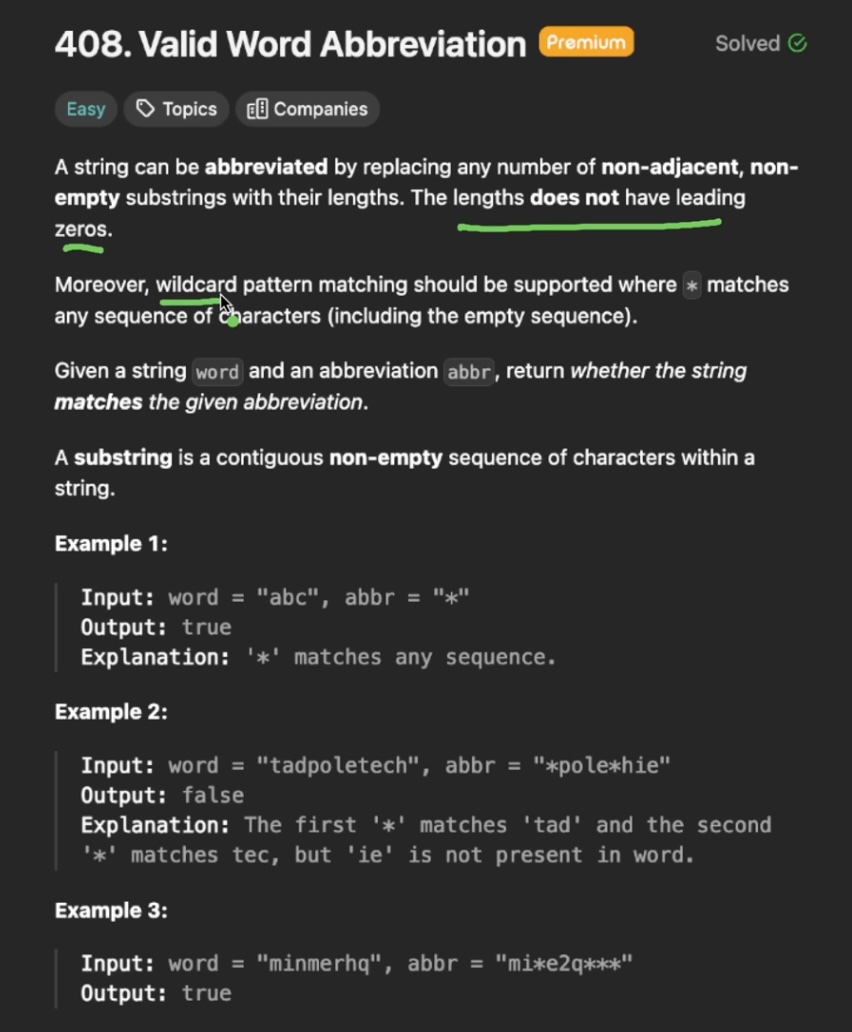 408. Valid Word Abbreviation Premium Solved
Easy Topics Companies
A string can be abbreviated by replacing any number of non-adjacent, non-
empty substrings with their lengths. The lengths does not have leading
zeros.
Moreover, wildcard pattern matching should be supported where * matches
any sequence of characters (including the empty sequence).
Given a string word and an abbreviation abbr, return whether the string
matches the given abbreviation.
A substring is a contiguous non-empty sequence of characters within a
string.
Example 1:
Input: word = "abc", abbr = "*"
Output: true
Explanation: '*' matches any sequence.
Example 2:
Input: word = "tadpoletech", abbr = "*pole*hie"
Output: false
Explanation: The first '*' matches 'tad' and the second
'*' matches tec, but 'ie' is not present in word.
Example 3:
Input: word = "minmerhq", abbr = "mi*e2q***"
Output: true